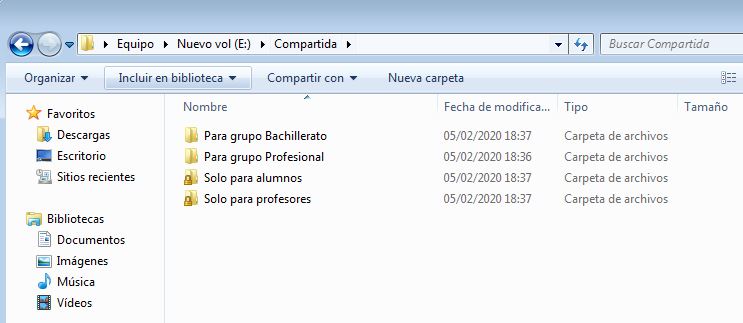 Equipo Nuevo vol (E:) Compartida Buscar Compartida
Organizar Incluir en biblioteca Compartir con Nueva carpeta
Favoritos
Descargas
Escritorio
Sitios recientes
Bibliotecas
Documentos
Imágenes
Música
Vídeos
Nombre Fecha de modifica... Tipo Tamaño
Para grupo Bachillerato 05/02/2020 18:37 Carpeta de archivos
Para grupo Profesional 05/02/2020 18:36 Carpeta de archivos
Solo para alumnos 05/02/2020 18:37 Carpeta de archivos
Solo para profesores 05/02/2020 18:37 Carpeta de archivos